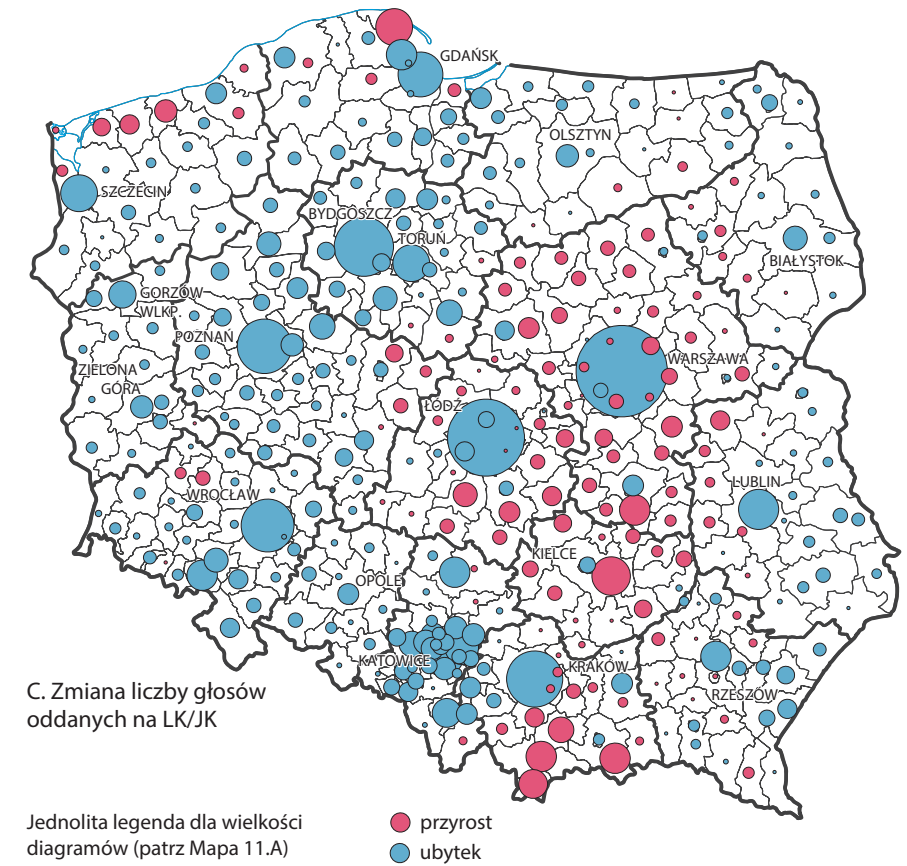 GDAŃSK
OLSZTYN
SZCZECIN
BYDGOSZCZ
TORUŃ
BIAŁYSTOK
GORZÓW
WLKP.
POZNAŃ
WARSZAWA
ZIELONA
GÓRA
ŁÓDŹ
LUBLIN
WROCŁAW
KIELCE
OPOLE
KATOWICE
KRAKÓW
RZESZÓW
C. Zmiana liczby głosów
oddanych na LK/JK
Jednolita legenda dla wielkości
diagramów (patrz Mapa 11.A)
przyrost
ubytek